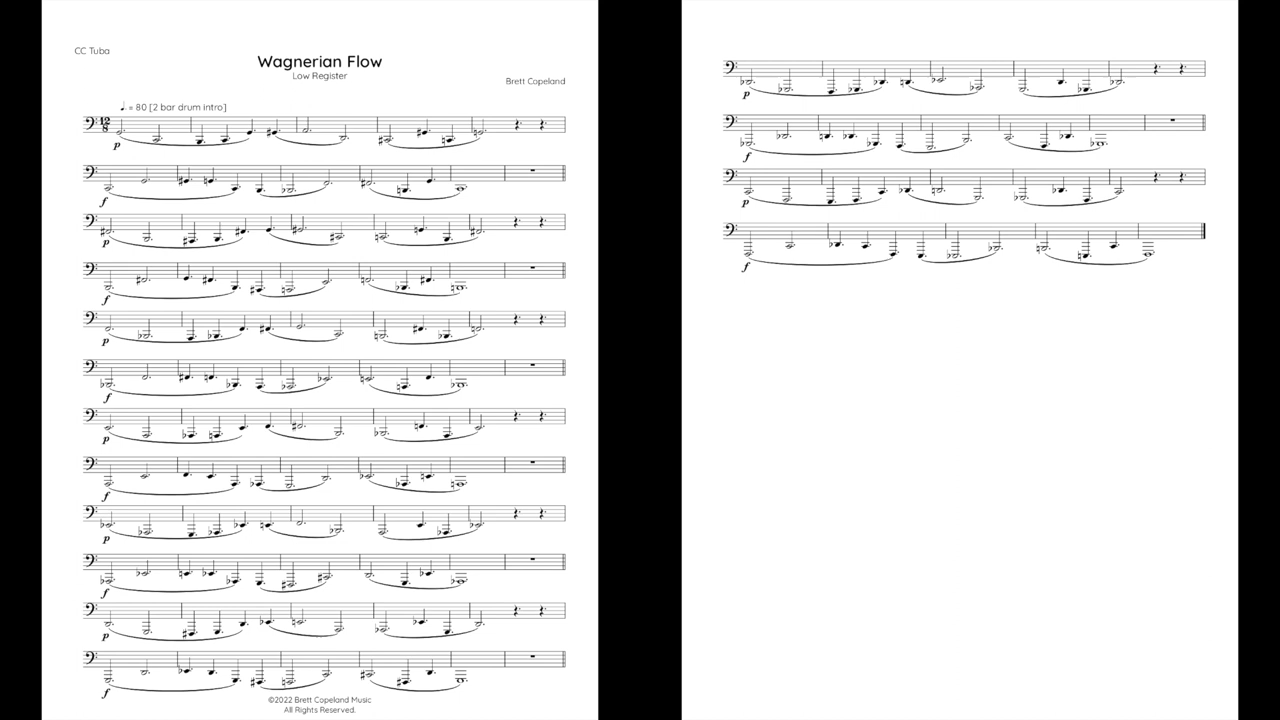 CC Tuba
Wagnerian Flow
Low Register
Brett Copeland
♩. = 80 [2 bar drum intro]
12
8
p
f
p
f
p
f
p
f
p
f
p
f
©2022 Brett Copeland Music
All Rights Reserved.
p
f
p
f